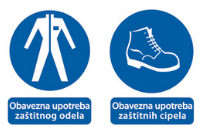 Obavezna upotreba
zaštitnog odela
Obavezna upotreba
zaštitnih cipela